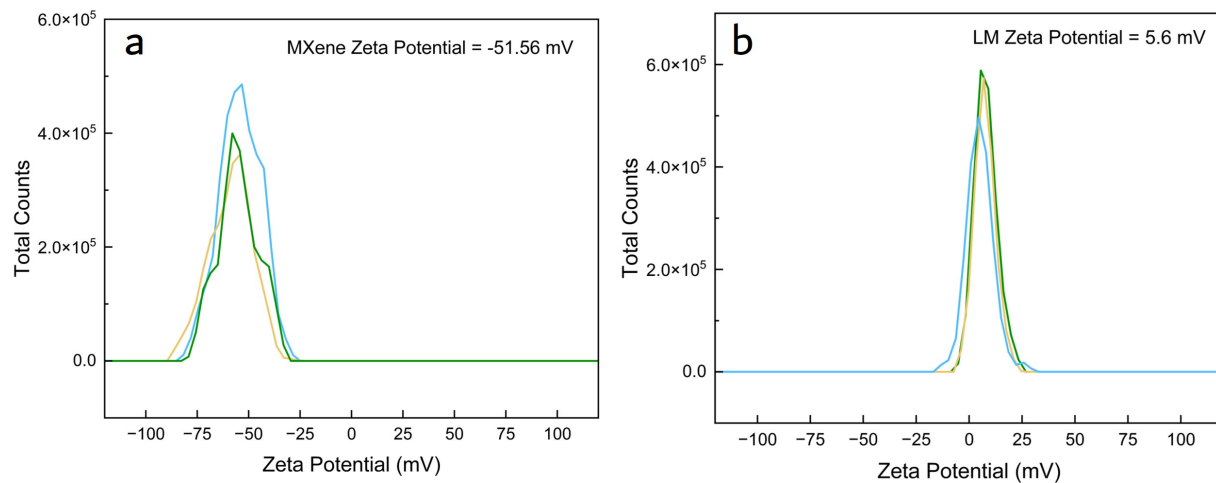 a
MXene Zeta Potential = -51.56 mV
6.0×10⁵
4.0×10⁵
2.0×10⁵
0.0
Total Counts
−100 −75 −50 −25 0 25 50 75 100
Zeta Potential (mV)
b
LM Zeta Potential = 5.6 mV
6.0×10⁵
4.0×10⁵
2.0×10⁵
0.0
Total Counts
−100 −75 −50 −25 0 25 50 75 100
Zeta Potential (mV)